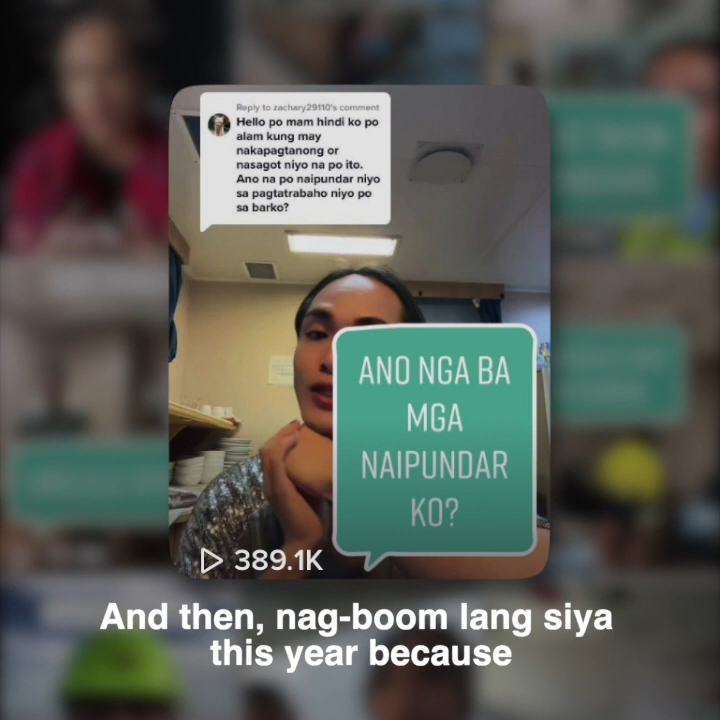 Reply to zachary29110's comment
Hello po mam hindi ko po
alam kung may
nakapagtanong or
nasagot niyo na po ito.
Ano na po naipundar niyo
sa pagtatrabaho niyo po
sa barko?
ANO NGA BA
MGA
NAIPUNDAR
KO?
389.1K
And then, nag-boom lang siya
this year because